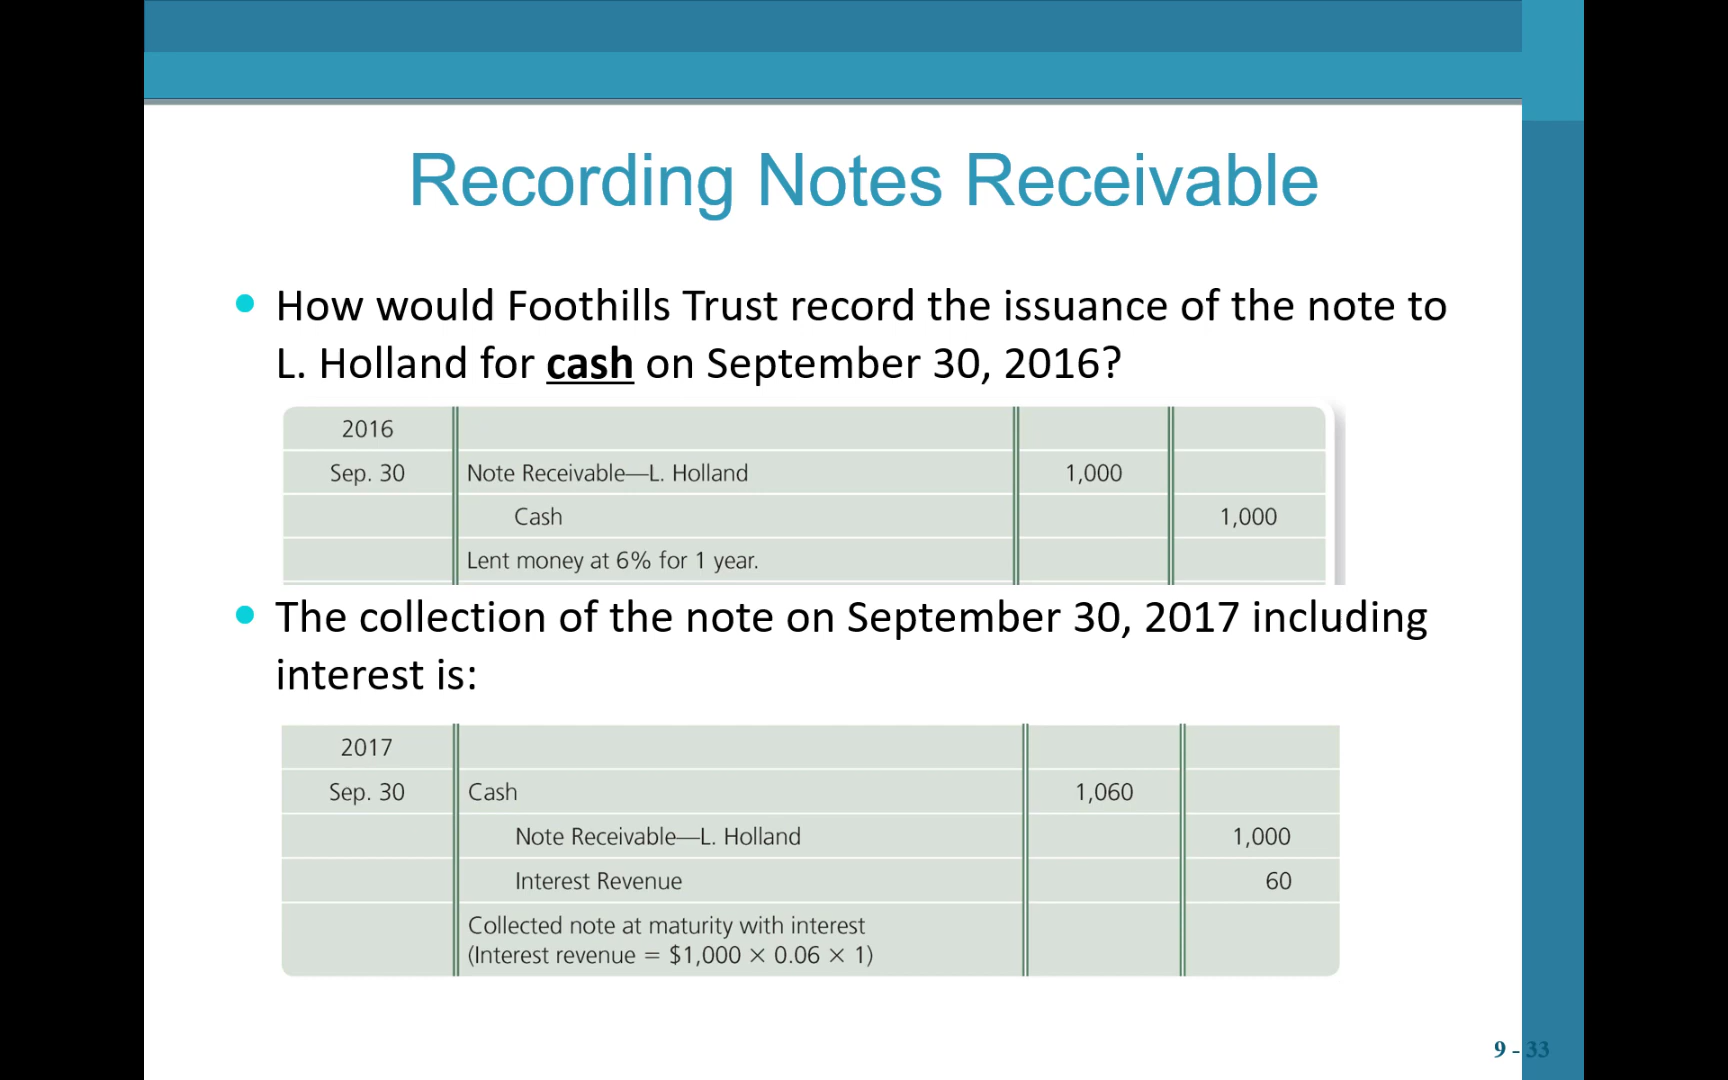 Recording Notes Receivable
How would Foothills Trust record the issuance of the note to
L. Holland for cash on September 30, 2016?
2016
Sep. 30 Note Receivable—L. Holland 1,000
Cash 1,000
Lent money at 6% for 1 year.
The collection of the note on September 30, 2017 including
interest is:
2017
Sep. 30 Cash 1,060
Note Receivable—L. Holland 1,000
Interest Revenue 60
Collected note at maturity with interest
(Interest revenue = $1,000 × 0.06 × 1)
9 - 33